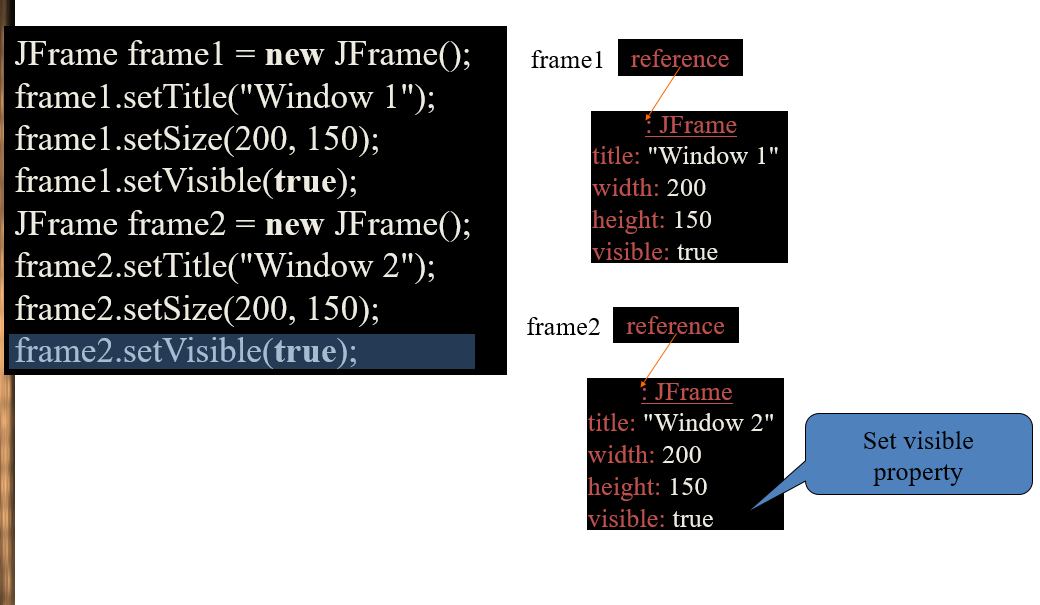 JFrame frame1 = new JFrame();
frame1.setTitle("Window 1");
frame1.setSize(200, 150);
frame1.setVisible(true);
JFrame frame2 = new JFrame();
frame2.setTitle("Window 2");
frame2.setSize(200, 150);
frame2.setVisible(true);
frame1 reference
: JFrame
title: "Window 1"
width: 200
height: 150
visible: true
frame2 reference
: JFrame
title: "Window 2"
width: 200
height: 150
visible: true
Set visible
property